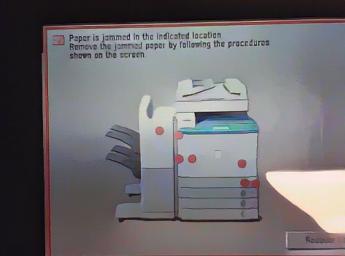 Paper is jammed in the indicated location
Remove the jammed paper by following the procedures
shown on the screen.